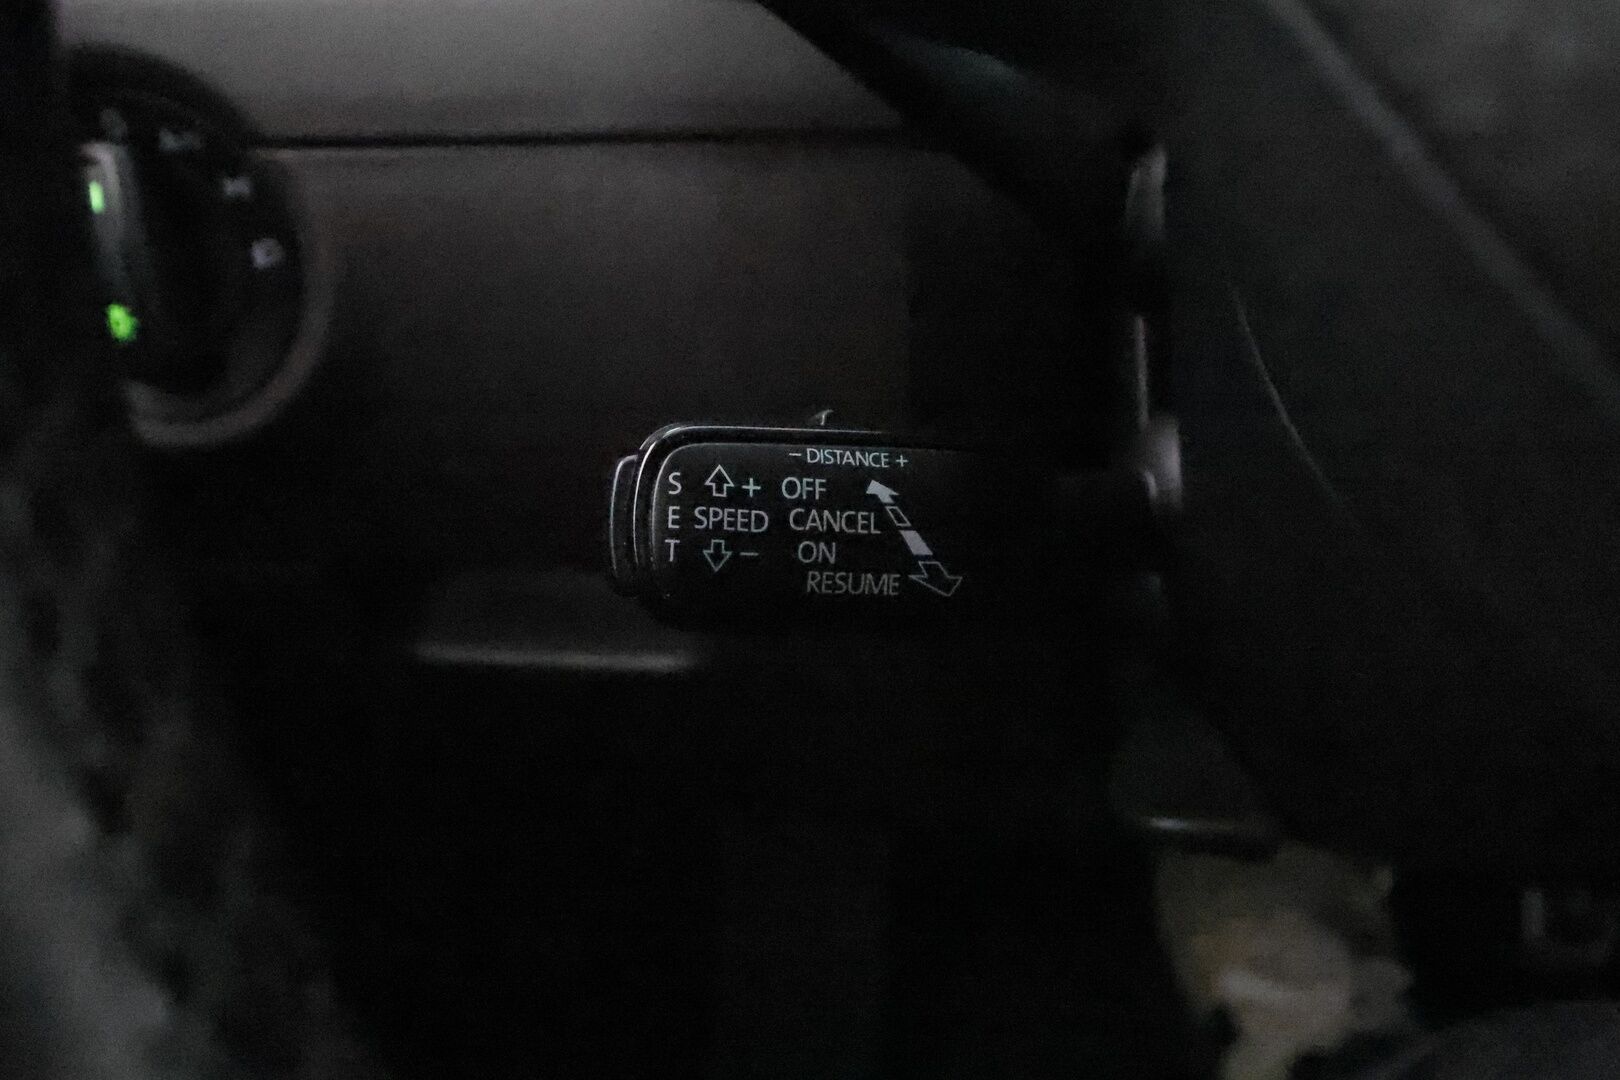 - DISTANCE +
S + OFF
E SPEED CANCEL
T - ON
RESUME